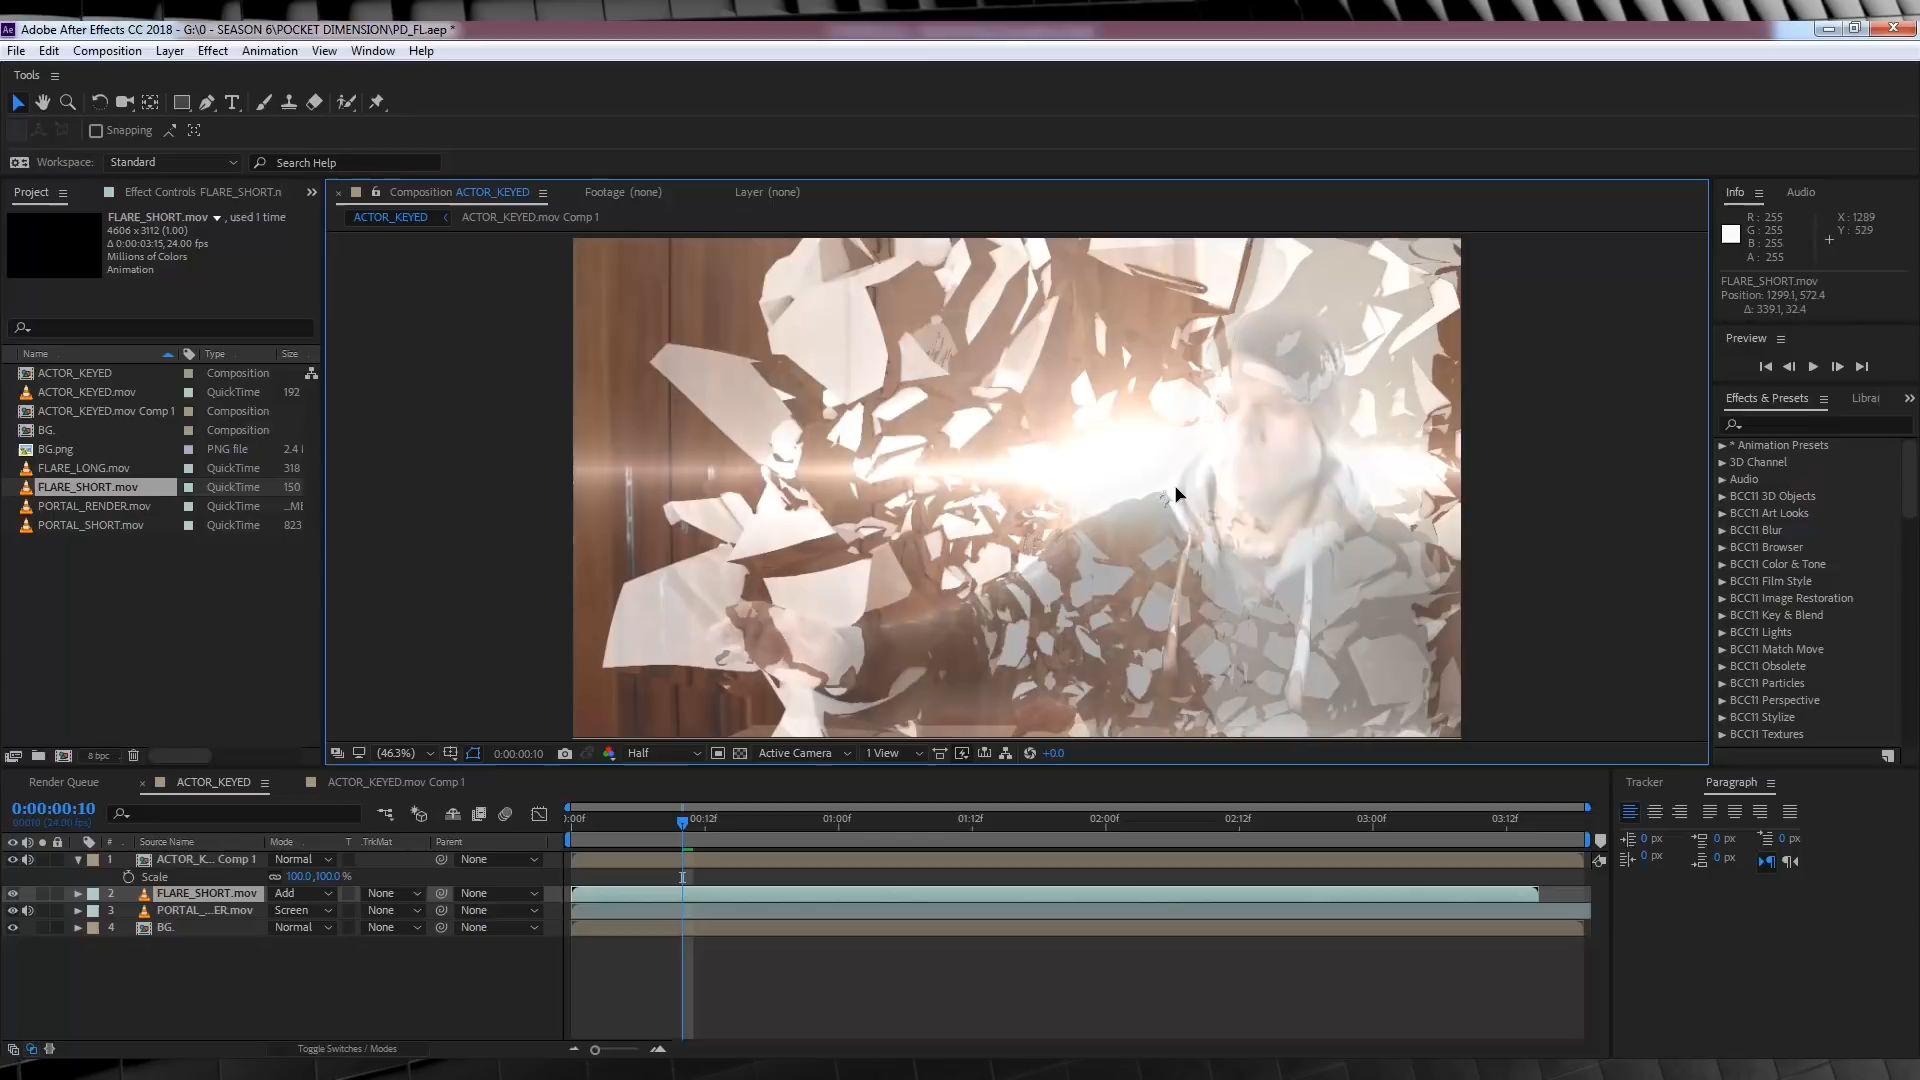 Adobe After Effects CC 2018 - G:\0 - SEASON 6\POCKET DIMENSION\PD_FL.aep *
File Edit Composition Layer Effect Animation View Window Help
Tools
Snapping
Workspace: Standard Search Help
Project Effect Controls FLARE_SHORT.n
FLARE_SHORT.mov , used 1 time
4606 x 3112 (1.00)
Δ 0:00:03:15, 24.00 fps
Millions of Colors
Animation
Name Type Size
ACTOR_KEYED Composition
ACTOR_KEYED.mov QuickTime 192
ACTOR_KEYED.mov Comp 1 Composition
BG. Composition
BG.png PNG file 2.4
FLARE_LONG.mov QuickTime 318
FLARE_SHORT.mov QuickTime 150
PORTAL_RENDER.mov QuickTime ...ME
PORTAL_SHORT.mov QuickTime 823
8 bpc
Composition ACTOR_KEYED Footage (none) Layer (none)
ACTOR_KEYED ACTOR_KEYED.mov Comp 1
(46.3%) 0:00:00:10 Half Active Camera 1 View +0.0
Info Audio
R: 255 X: 1289
G: 255 Y: 529
B: 255
A: 255
FLARE_SHORT.mov
Position: 1299.1, 572.4
Δ: 339.1, 32.4
Preview
Effects & Presets Librai
* Animation Presets
3D Channel
Audio
BCC11 3D Objects
BCC11 Art Looks
BCC11 Blur
BCC11 Browser
BCC11 Color & Tone
BCC11 Film Style
BCC11 Image Restoration
BCC11 Key & Blend
BCC11 Lights
BCC11 Match Move
BCC11 Obsolete
BCC11 Particles
BCC11 Perspective
BCC11 Stylize
BCC11 Textures
Render Queue ACTOR_KEYED ACTOR_KEYED.mov Comp 1
0:00:00:10
00010 (24.00 fps)
:00f 00:12f 01:00f 01:12f 02:00f 02:12f 03:00f 03:12f
# Source Name Mode T .TrkMat Parent
1 ACTOR_K... Comp 1 Normal None
Scale 100.0,100.0 %
2 FLARE_SHORT.mov Add None None
3 PORTAL_...ER.mov Screen None None
4 BG. Normal None None
Toggle Switches / Modes
Tracker Paragraph
0 px 0 px 0 px
0 px 0 px